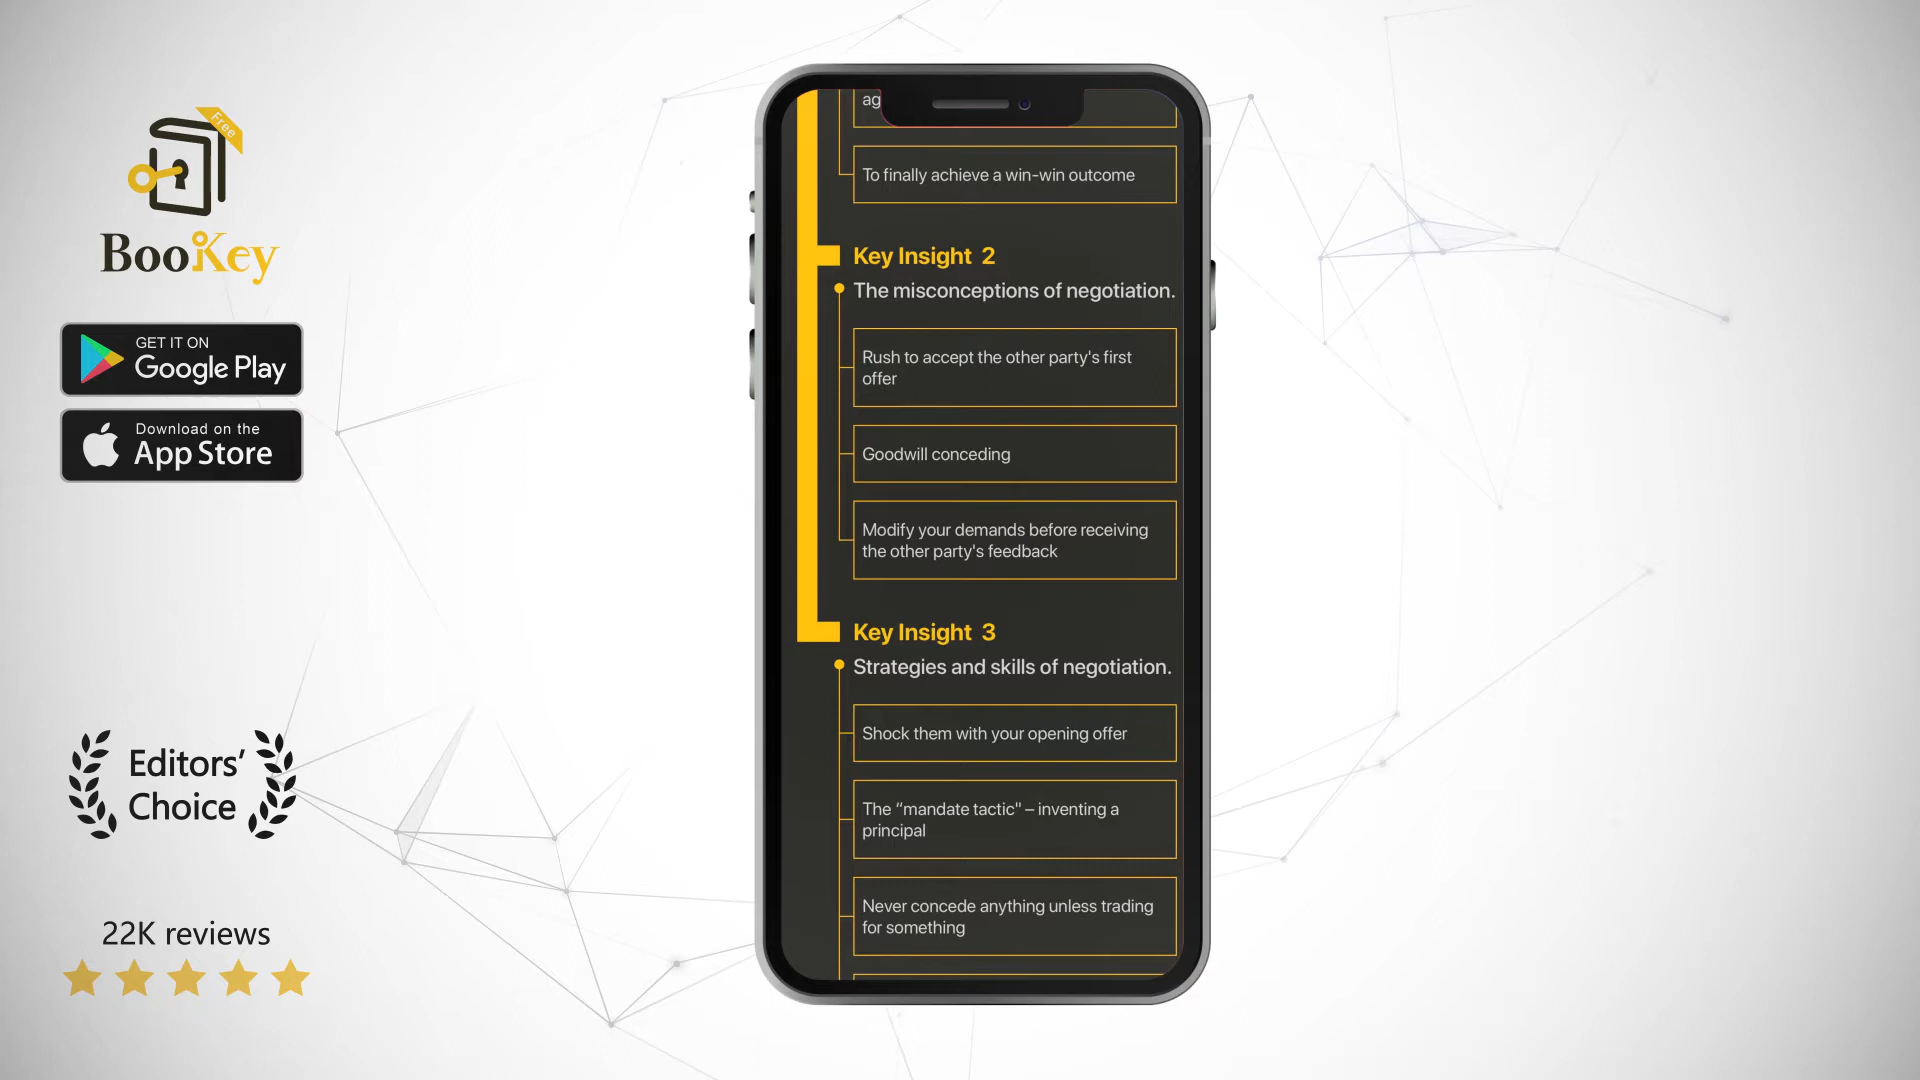 Free
Bookey
GET IT ON
Google Play
Download on the
App Store
Editors'
Choice
22K reviews
ag
To finally achieve a win-win outcome
Key Insight 2
The misconceptions of negotiation.
Rush to accept the other party's first
offer
Goodwill conceding
Modify your demands before receiving
the other party's feedback
Key Insight 3
Strategies and skills of negotiation.
Shock them with your opening offer
The “mandate tactic" – inventing a
principal
Never concede anything unless trading
for something